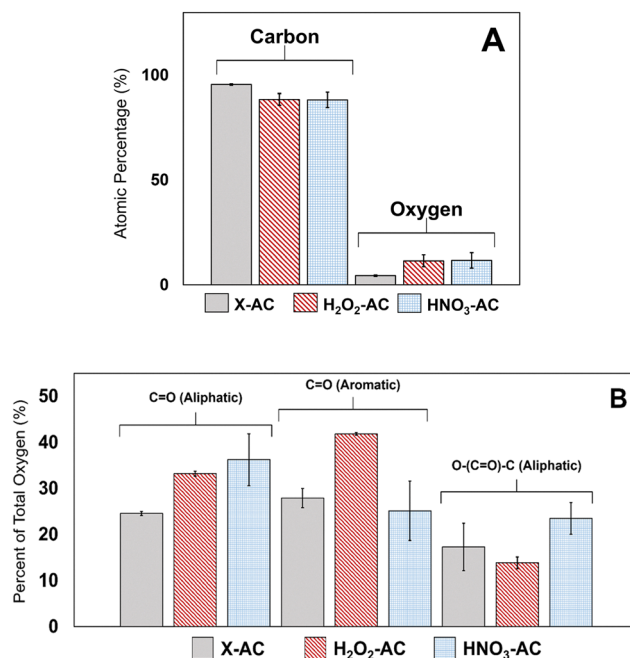 A
Carbon
Atomic Percentage (%)
100
50
0
Oxygen
X-AC H₂O₂-AC HNO₃-AC
B
Percent of Total Oxygen (%)
50
40
30
20
10
0
C=O (Aliphatic)
C=O (Aromatic)
O-(C=O)-C (Aliphatic)
X-AC H₂O₂-AC HNO₃-AC